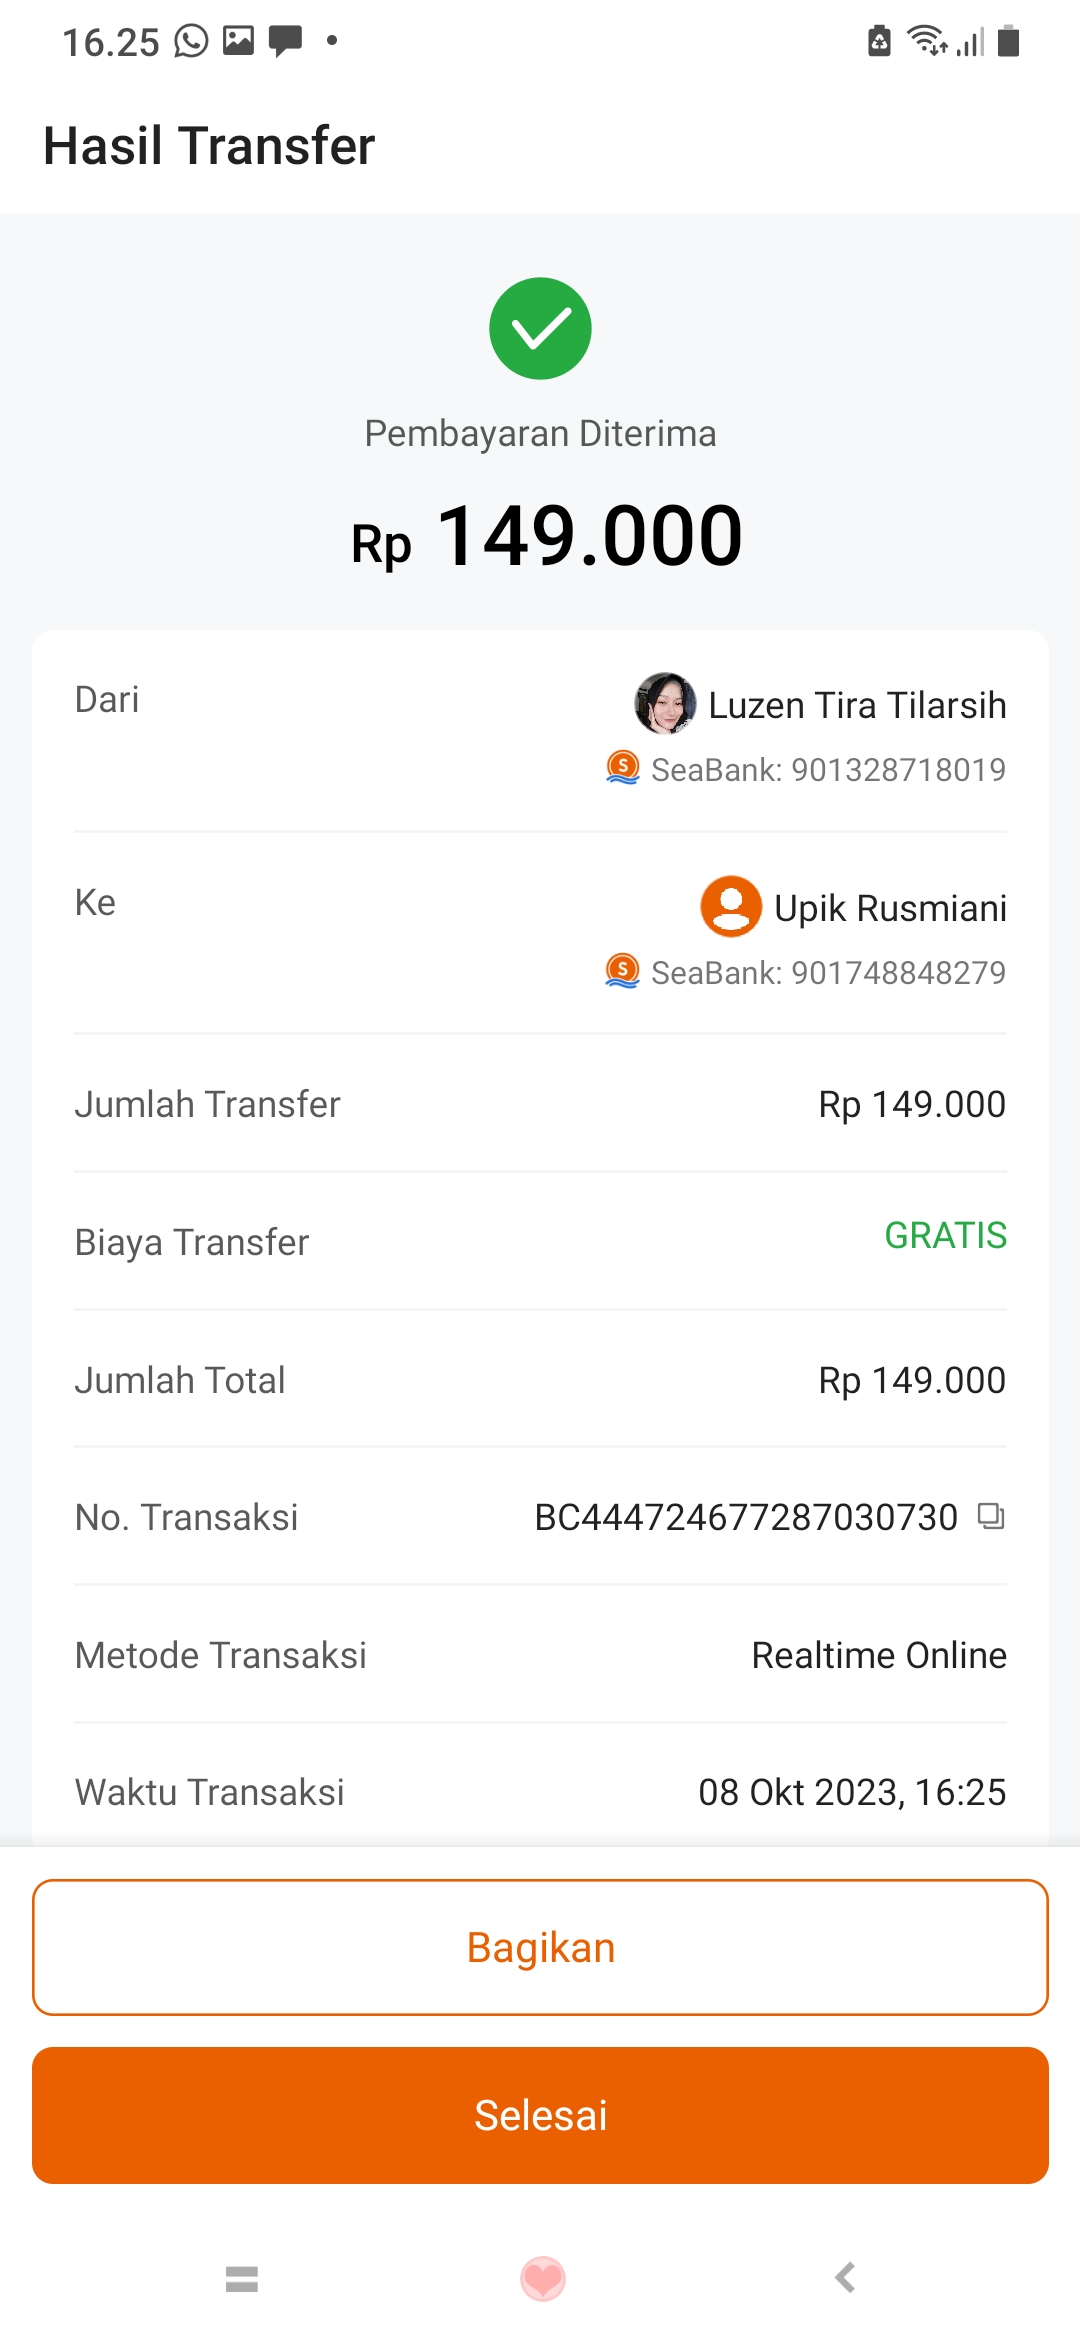 16.25
Hasil Transfer
Pembayaran Diterima
Rp 149.000
Dari
Luzen Tira Tilarsih
SeaBank: 901328718019
Ke
Upik Rusmiani
SeaBank: 901748848279
Jumlah Transfer
Rp 149.000
Biaya Transfer
GRATIS
Jumlah Total
Rp 149.000
No. Transaksi
BC444724677287030730
Metode Transaksi
Realtime Online
Waktu Transaksi
08 Okt 2023, 16:25
Bagikan
Selesai